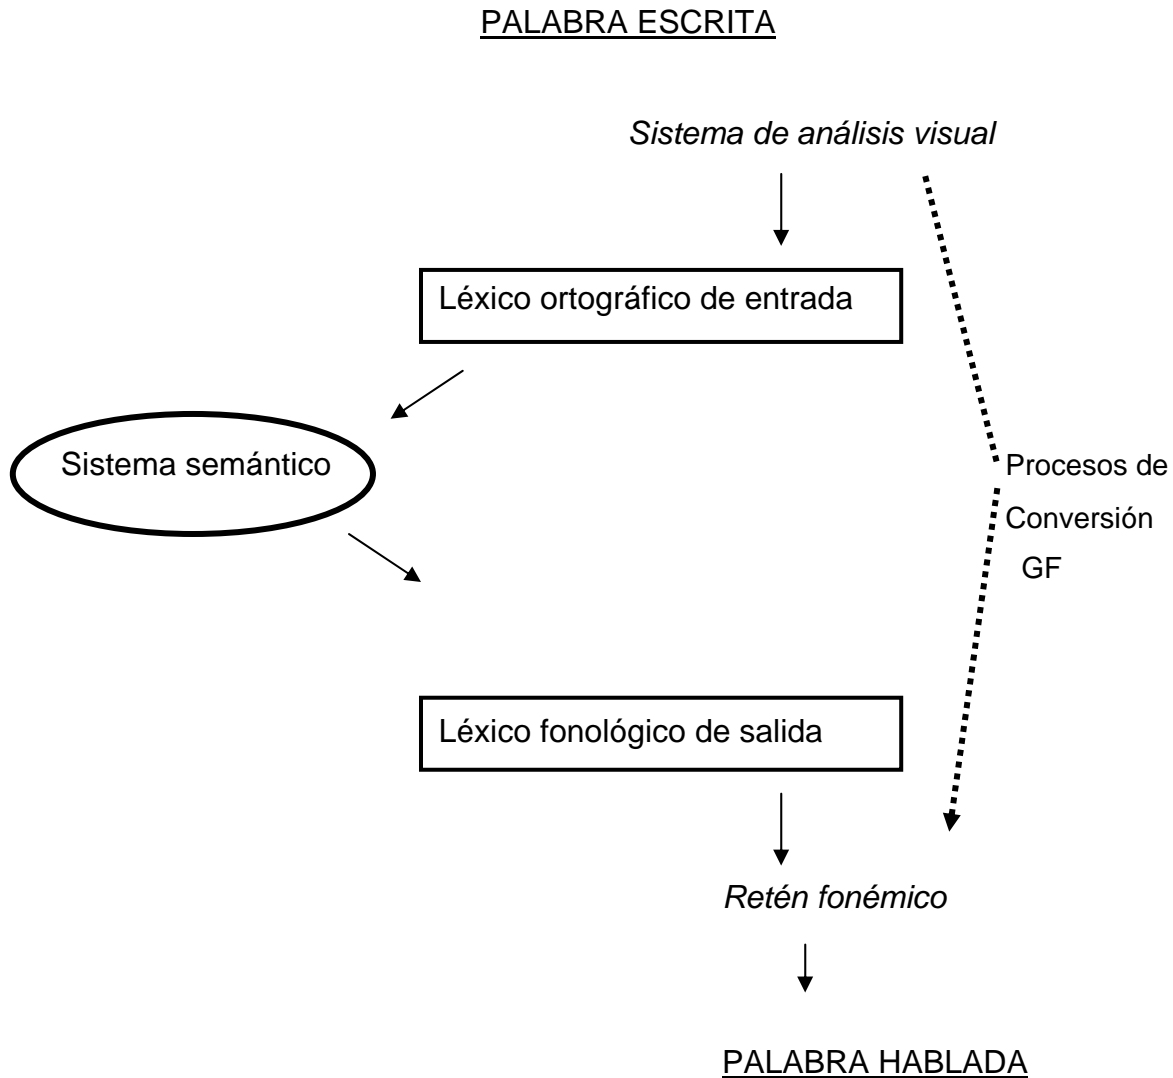 PALABRA ESCRITA
Sistema de análisis visual
Léxico ortográfico de entrada
Sistema semántico
Procesos de
Conversión
GF
Léxico fonológico de salida
Retén fonémico
PALABRA HABLADA